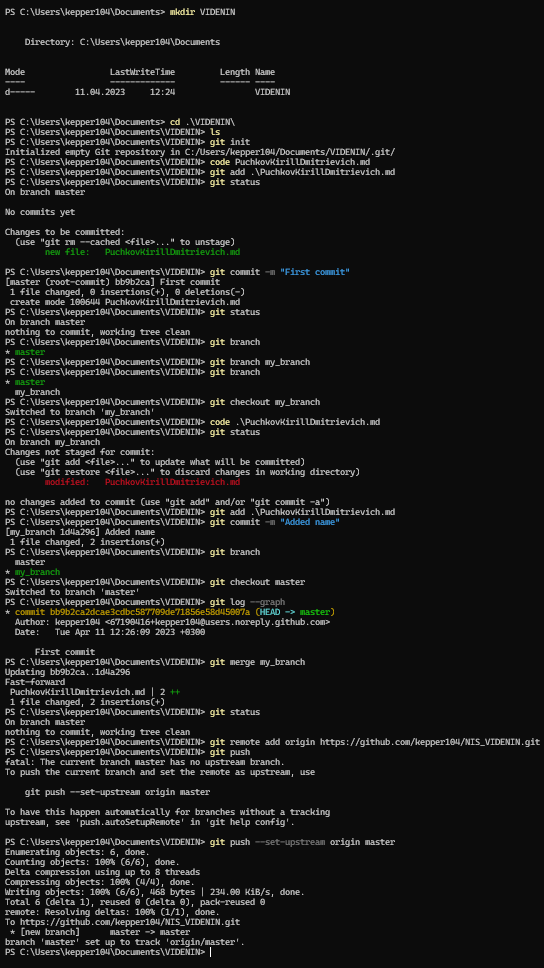 PS C:\Users\kepper104\Documents> mkdir VIDENIN
Directory: C:\Users\kepper104\Documents
Mode LastWriteTime Length Name
---- ------------- ------ ----
d----- 11.04.2023 12:24 VIDENIN
PS C:\Users\kepper104\Documents> cd .\VIDENIN\
PS C:\Users\kepper104\Documents\VIDENIN> ls
PS C:\Users\kepper104\Documents\VIDENIN> git init
Initialized empty Git repository in C:/Users/kepper104/Documents/VIDENIN/.git/
PS C:\Users\kepper104\Documents\VIDENIN> code PuchkovKirillDmitrievich.md
PS C:\Users\kepper104\Documents\VIDENIN> git add .\PuchkovKirillDmitrievich.md
PS C:\Users\kepper104\Documents\VIDENIN> git status
On branch master
No commits yet
Changes to be committed:
(use "git rm --cached <file>..." to unstage)
new file: PuchkovKirillDmitrievich.md
PS C:\Users\kepper104\Documents\VIDENIN> git commit -m "First commit"
[master (root-commit) bb9b2ca] First commit
1 file changed, 0 insertions(+), 0 deletions(-)
create mode 100644 PuchkovKirillDmitrievich.md
PS C:\Users\kepper104\Documents\VIDENIN> git status
On branch master
nothing to commit, working tree clean
PS C:\Users\kepper104\Documents\VIDENIN> git branch
* master
PS C:\Users\kepper104\Documents\VIDENIN> git branch my_branch
PS C:\Users\kepper104\Documents\VIDENIN> git branch
* master
my_branch
PS C:\Users\kepper104\Documents\VIDENIN> git checkout my_branch
Switched to branch 'my_branch'
PS C:\Users\kepper104\Documents\VIDENIN> code .\PuchkovKirillDmitrievich.md
PS C:\Users\kepper104\Documents\VIDENIN> git status
On branch my_branch
Changes not staged for commit:
(use "git add <file>..." to update what will be committed)
(use "git restore <file>..." to discard changes in working directory)
modified: PuchkovKirillDmitrievich.md
no changes added to commit (use "git add" and/or "git commit -a")
PS C:\Users\kepper104\Documents\VIDENIN> git add .\PuchkovKirillDmitrievich.md
PS C:\Users\kepper104\Documents\VIDENIN> git commit -m "Added name"
[my_branch 1d4a296] Added name
1 file changed, 2 insertions(+)
PS C:\Users\kepper104\Documents\VIDENIN> git branch
master
* my_branch
PS C:\Users\kepper104\Documents\VIDENIN> git checkout master
Switched to branch 'master'
PS C:\Users\kepper104\Documents\VIDENIN> git log --graph
* commit bb9b2ca2dcae3cdbc587709de71856e58d45007a (HEAD -> master)
Author: kepper104 <67190416+kepper104@users.noreply.github.com>
Date: Tue Apr 11 12:26:09 2023 +0300
First commit
PS C:\Users\kepper104\Documents\VIDENIN> git merge my_branch
Updating bb9b2ca..1d4a296
Fast-forward
PuchkovKirillDmitrievich.md | 2 ++
1 file changed, 2 insertions(+)
PS C:\Users\kepper104\Documents\VIDENIN> git status
On branch master
nothing to commit, working tree clean
PS C:\Users\kepper104\Documents\VIDENIN> git remote add origin https://github.com/kepper104/NIS_VIDENIN.git
PS C:\Users\kepper104\Documents\VIDENIN> git push
fatal: The current branch master has no upstream branch.
To push the current branch and set the remote as upstream, use
git push --set-upstream origin master
To have this happen automatically for branches without a tracking
upstream, see 'push.autoSetupRemote' in 'git help config'.
PS C:\Users\kepper104\Documents\VIDENIN> git push --set-upstream origin master
Enumerating objects: 6, done.
Counting objects: 100% (6/6), done.
Delta compression using up to 8 threads
Compressing objects: 100% (4/4), done.
Writing objects: 100% (6/6), 468 bytes | 234.00 KiB/s, done.
Total 6 (delta 1), reused 0 (delta 0), pack-reused 0
remote: Resolving deltas: 100% (1/1), done.
To https://github.com/kepper104/NIS_VIDENIN.git
* [new branch] master -> master
branch 'master' set up to track 'origin/master'.
PS C:\Users\kepper104\Documents\VIDENIN>